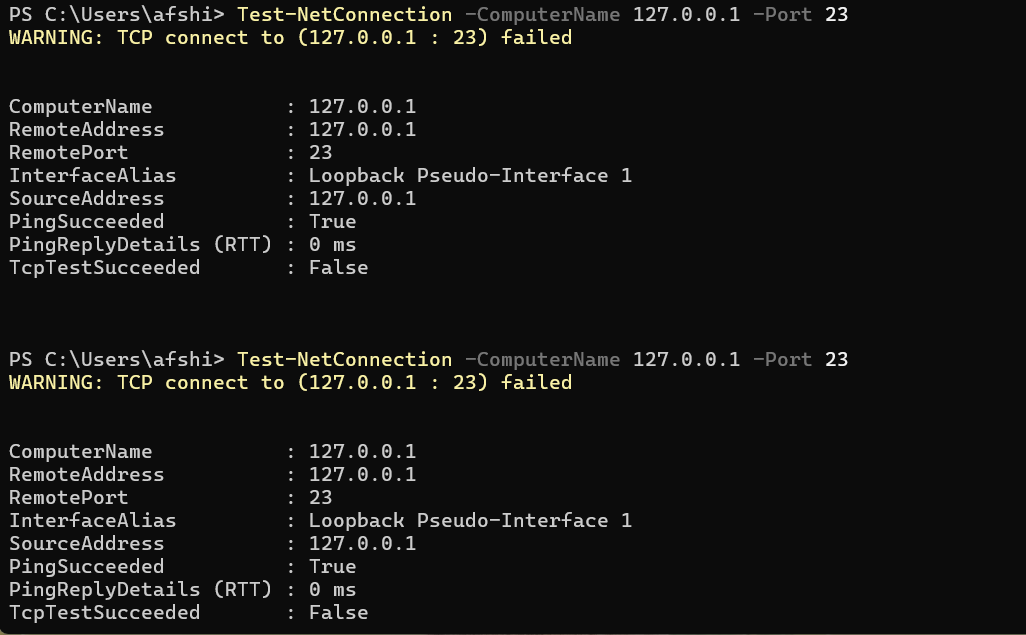 PS C:\Users\afshi> Test-NetConnection -ComputerName 127.0.0.1 -Port 23
WARNING: TCP connect to (127.0.0.1 : 23) failed
ComputerName : 127.0.0.1
RemoteAddress : 127.0.0.1
RemotePort : 23
InterfaceAlias : Loopback Pseudo-Interface 1
SourceAddress : 127.0.0.1
PingSucceeded : True
PingReplyDetails (RTT) : 0 ms
TcpTestSucceeded : False
PS C:\Users\afshi> Test-NetConnection -ComputerName 127.0.0.1 -Port 23
WARNING: TCP connect to (127.0.0.1 : 23) failed
ComputerName : 127.0.0.1
RemoteAddress : 127.0.0.1
RemotePort : 23
InterfaceAlias : Loopback Pseudo-Interface 1
SourceAddress : 127.0.0.1
PingSucceeded : True
PingReplyDetails (RTT) : 0 ms
TcpTestSucceeded : False